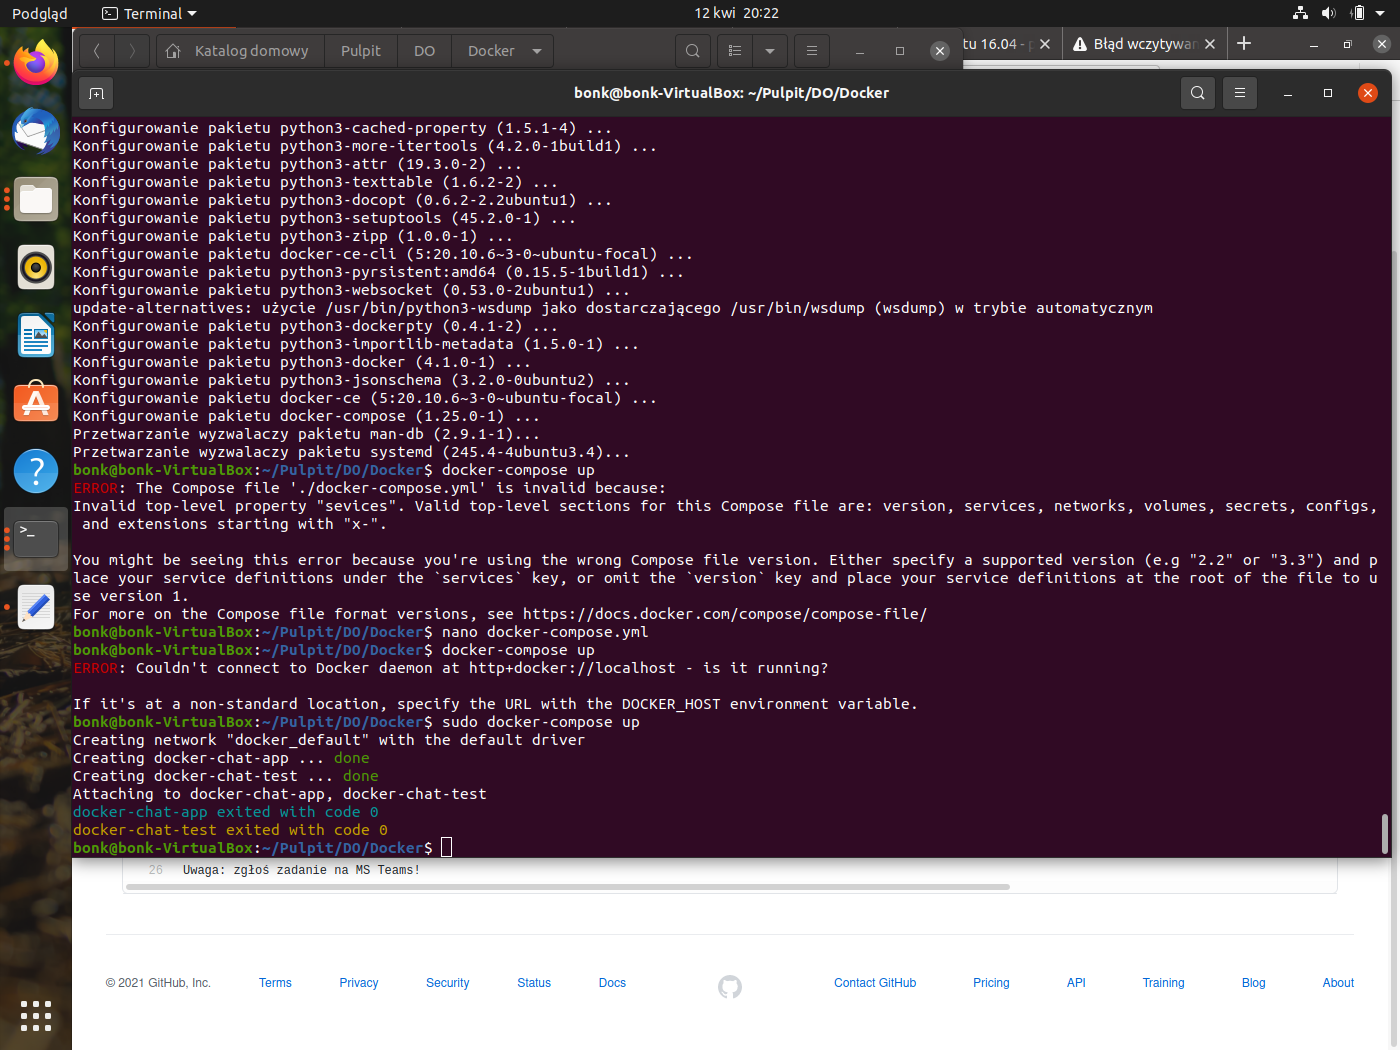 Podgląd
Terminal
12 kwi 20:22
Katalog domowy
Pulpit
DO
Docker
tu 16.04 - p
Błąd wczytywan
bonk@bonk-VirtualBox: ~/Pulpit/DO/Docker
Konfigurowanie pakietu python3-cached-property (1.5.1-4) ...
Konfigurowanie pakietu python3-more-itertools (4.2.0-1build1) ...
Konfigurowanie pakietu python3-attr (19.3.0-2) ...
Konfigurowanie pakietu python3-texttable (1.6.2-2) ...
Konfigurowanie pakietu python3-docopt (0.6.2-2.2ubuntu1) ...
Konfigurowanie pakietu python3-setuptools (45.2.0-1) ...
Konfigurowanie pakietu python3-zipp (1.0.0-1) ...
Konfigurowanie pakietu docker-ce-cli (5:20.10.6~3-0~ubuntu-focal) ...
Konfigurowanie pakietu python3-pyrsistent:amd64 (0.15.5-1build1) ...
Konfigurowanie pakietu python3-websocket (0.53.0-2ubuntu1) ...
update-alternatives: użycie /usr/bin/python3-wsdump jako dostarczającego /usr/bin/wsdump (wsdump) w trybie automatycznym
Konfigurowanie pakietu python3-dockerpty (0.4.1-2) ...
Konfigurowanie pakietu python3-importlib-metadata (1.5.0-1) ...
Konfigurowanie pakietu python3-docker (4.1.0-1) ...
Konfigurowanie pakietu python3-jsonschema (3.2.0-0ubuntu2) ...
Konfigurowanie pakietu docker-ce (5:20.10.6~3-0~ubuntu-focal) ...
Konfigurowanie pakietu docker-compose (1.25.0-1) ...
Przetwarzanie wyzwalaczy pakietu man-db (2.9.1-1)...
Przetwarzanie wyzwalaczy pakietu systemd (245.4-4ubuntu3.4)...
bonk@bonk-VirtualBox:~/Pulpit/DO/Docker$ docker-compose up
ERROR: The Compose file './docker-compose.yml' is invalid because:
Invalid top-level property "sevices". Valid top-level sections for this Compose file are: version, services, networks, volumes, secrets, configs,
 and extensions starting with "x-".
You might be seeing this error because you're using the wrong Compose file version. Either specify a supported version (e.g "2.2" or "3.3") and p
lace your service definitions under the `services` key, or omit the `version` key and place your service definitions at the root of the file to u
se version 1.
For more on the Compose file format versions, see https://docs.docker.com/compose/compose-file/
bonk@bonk-VirtualBox:~/Pulpit/DO/Docker$ nano docker-compose.yml
bonk@bonk-VirtualBox:~/Pulpit/DO/Docker$ docker-compose up
ERROR: Couldn't connect to Docker daemon at http+docker://localhost - is it running?
If it's at a non-standard location, specify the URL with the DOCKER_HOST environment variable.
bonk@bonk-VirtualBox:~/Pulpit/DO/Docker$ sudo docker-compose up
Creating network "docker_default" with the default driver
Creating docker-chat-app ... done
Creating docker-chat-test ... done
Attaching to docker-chat-app, docker-chat-test
docker-chat-app exited with code 0
docker-chat-test exited with code 0
bonk@bonk-VirtualBox:~/Pulpit/DO/Docker$
26 Uwaga: zgłoś zadanie na MS Teams!
© 2021 GitHub, Inc.
Terms
Privacy
Security
Status
Docs
Contact GitHub
Pricing
API
Training
Blog
About